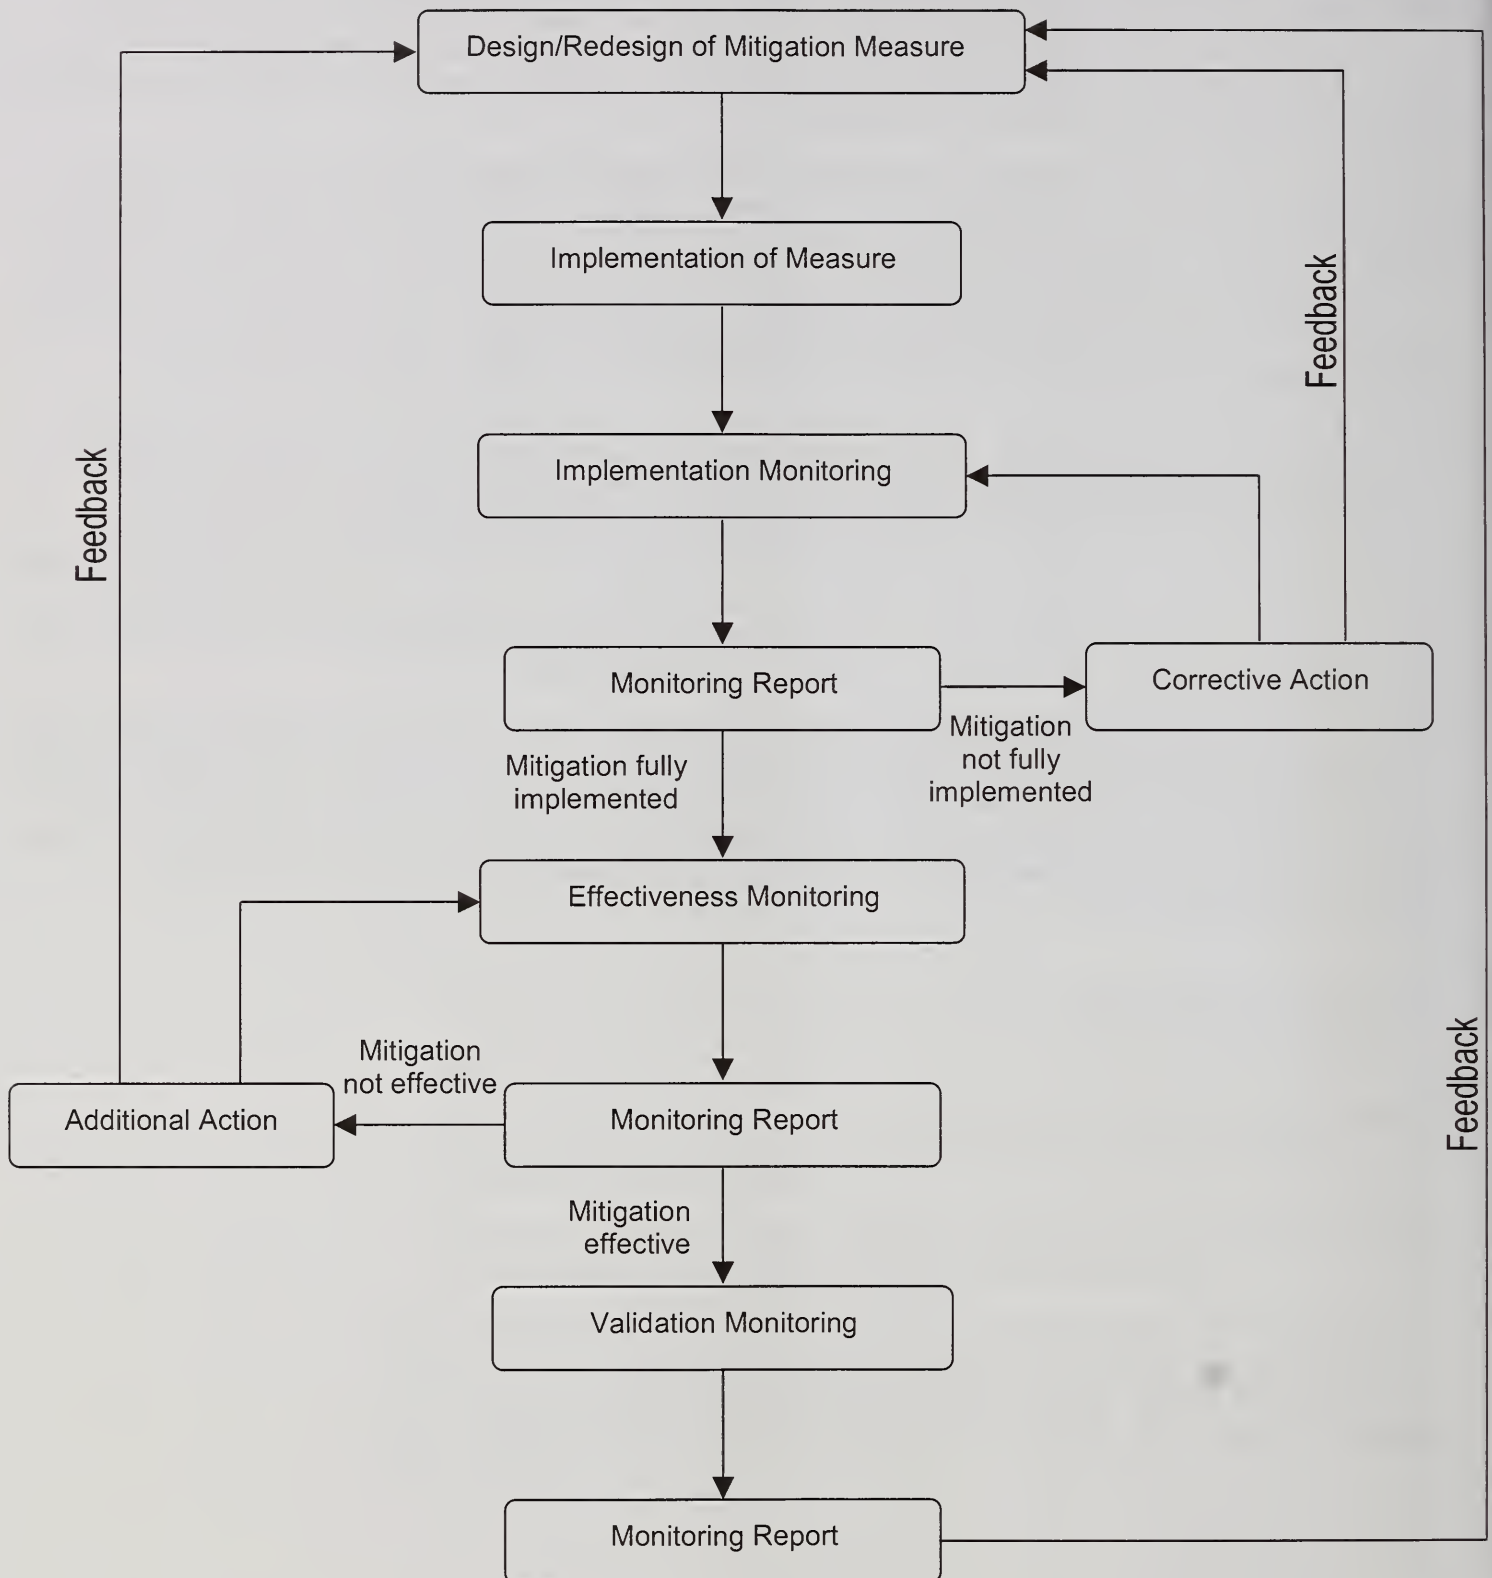 Design/Redesign of Mitigation Measure
Implementation of Measure
Feedback
Implementation Monitoring
Feedback
Monitoring Report
Corrective Action
Mitigation
not fully
implemented
Mitigation fully
implemented
Effectiveness Monitoring
Mitigation
not effective
Additional Action
Monitoring Report
Feedback
Mitigation
effective
Validation Monitoring
Monitoring Report